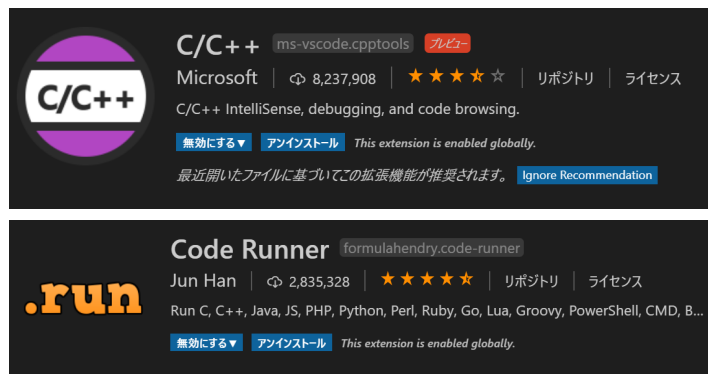 C/C++ ms-vscode.cpptools プレビュー
C/C++
Microsoft 8,237,908 リポジトリ ライセンス
C/C++ IntelliSense, debugging, and code browsing.
無効にする▼ アンインストール This extension is enabled globally.
最近開いたファイルに基づいてこの拡張機能が推奨されます。 Ignore Recommendation
Code Runner formulahendry.code-runner
.run
Jun Han 2,835,328 リポジトリ ライセンス
Run C, C++, Java, JS, PHP, Python, Perl, Ruby, Go, Lua, Groovy, PowerShell, CMD, B...
無効にする▼ アンインストール This extension is enabled globally.